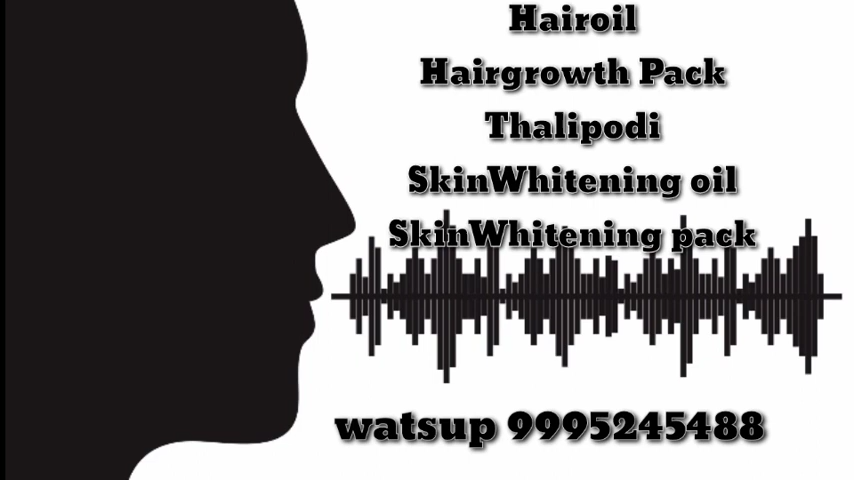 Hairoil
Hairgrowth Pack
Thalipodi
SkinWhitening oil
SkinWhitening pack
watsup 9995245488